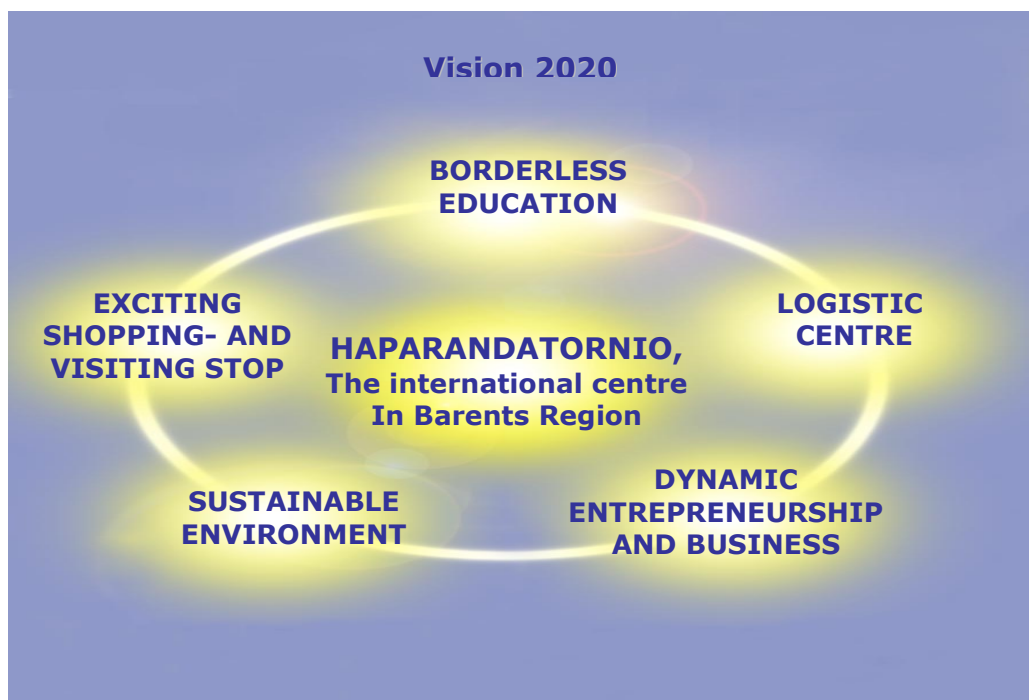 Vision 2020
BORDERLESS
EDUCATION
EXCITING
SHOPPING- AND
VISITING STOP
LOGISTIC
CENTRE
HAPARANDATORNIO,
The international centre
In Barents Region
SUSTAINABLE
ENVIRONMENT
DYNAMIC
ENTREPRENEURSHIP
AND BUSINESS